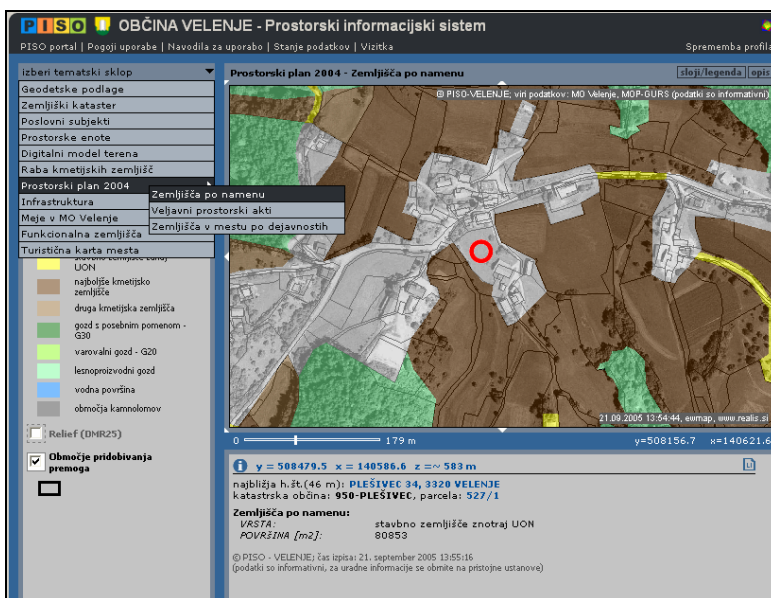 PISO OBČINA VELENJE - Prostorski informacijski sistem
PISO portal | Pogoji uporabe | Navodila za uporabo | Stanje podatkov | Vizitka
Sprememba profila
izberi tematski sklop
Geodetske podlage
Zemljiški kataster
Poslovni subjekti
Prostorske enote
Digitalni model terena
Raba kmetijskih zemljišč
Prostorski plan 2004
Infrastruktura
Meje v MO Velenje
Funkcionalna zemljišča
Turistična karta mesta
Zemljišča po namenu
Veljavni prostorski akti
Zemljišča v mestu po dejavnostih
UON
najboljše kmetijsko
zemljišče
druga kmetijska zemljišča
gozd s posebnim pomenom -
G30
varovalni gozd - G20
lesnoproizvodni gozd
vodna površina
območja kamnolomov
Relief (DMR25)
Območje pridobivanja
premoga
Prostorski plan 2004 - Zemljišča po namenu
sloji/legenda opis
© PISO-VELENJE; viri podatkov: MO Velenje, MOP-GURS (podatki so informativni)
21.09.2005 13:54:44, ewmap, www.realis.si
0 179 m
y=508156.7 x=140621.6
y = 508479.5 x = 140586.6 z =~ 583 m
najbližja h.št.(46 m): PLEŠIVEC 34, 3320 VELENJE
katastrska občina: 950-PLEŠIVEC, parcela: 527/1
Zemljišča po namenu:
VRSTA: stavbno zemljišče znotraj UON
POVRŠINA [m2]: 80853
© PISO - VELENJE; čas izpisa: 21. september 2005 13:55:16
(podatki so informativni, za uradne informacije se obrnite na pristojne ustanove)